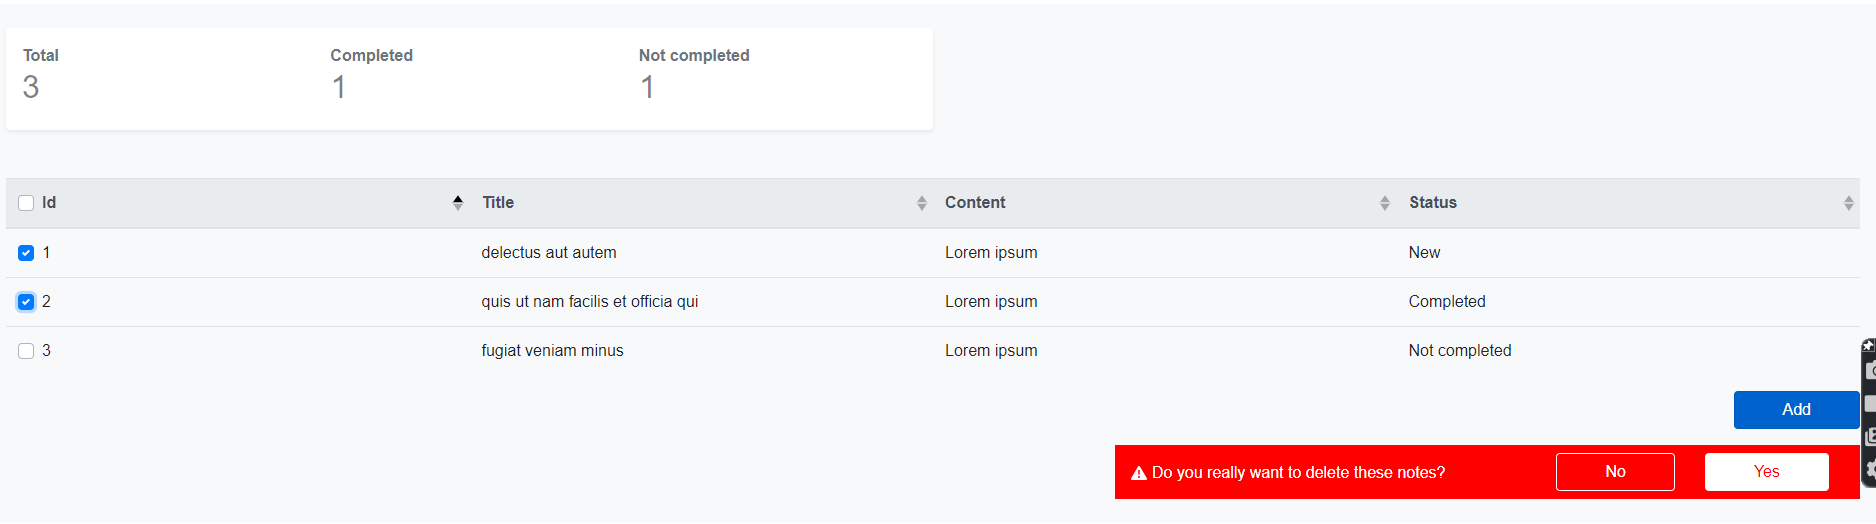 Total Completed Not completed
3 1 1
Id Title Content Status
1 delectus aut autem Lorem ipsum New
2 quis ut nam facilis et officia qui Lorem ipsum Completed
3 fugiat veniam minus Lorem ipsum Not completed
Add
Do you really want to delete these notes? No Yes